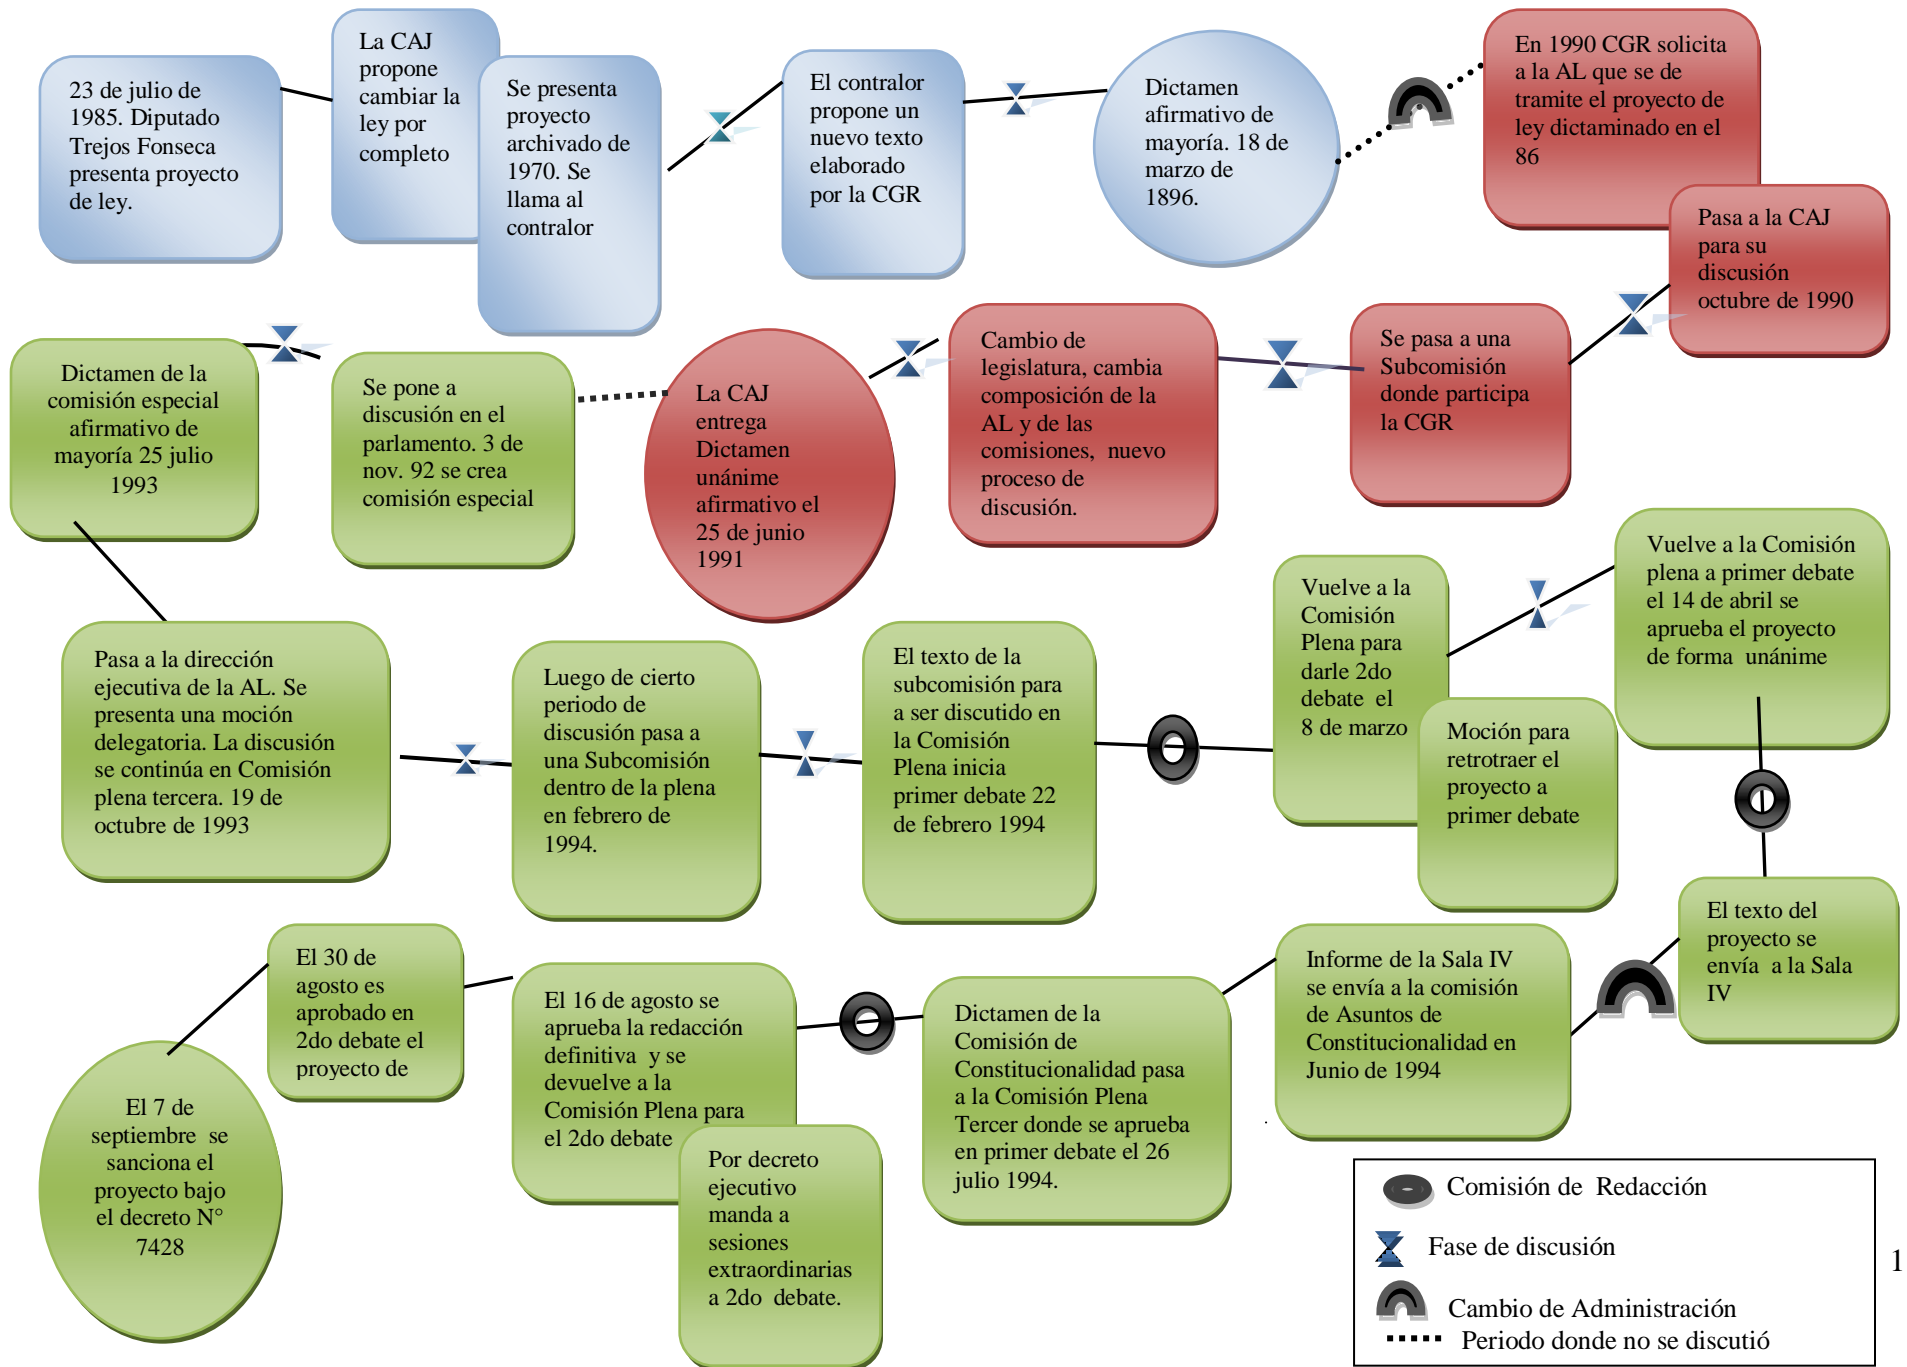 23 de julio de
1985. Diputado
Trejos Fonseca
presenta proyecto
de ley.
La CAJ
propone
cambiar la
ley por
completo
Se presenta
proyecto
archivado de
1970. Se
llama al
contralor
El contralor
propone un
nuevo texto
elaborado
por la CGR
Dictamen
afirmativo de
mayoría. 18 de
marzo de
1896.
En 1990 CGR solicita
a la AL que se de
tramite el proyecto de
ley dictaminado en el
86
Pasa a la CAJ
para su
discusión
octubre de 1990
Se pasa a una
Subcomisión
donde participa
la CGR
Cambio de
legislatura, cambia
composición de la
AL y de las
comisiones, nuevo
proceso de
discusión.
La CAJ
entrega
Dictamen
unánime
afirmativo el
25 de junio
1991
Se pone a
discusión en el
parlamento. 3 de
nov. 92 se crea
comisión especial
Dictamen de la
comisión especial
afirmativo de
mayoría 25 julio
1993
Pasa a la dirección
ejecutiva de la AL. Se
presenta una moción
delegatoria. La discusión
se continúa en Comisión
plena tercera. 19 de
octubre de 1993
Luego de cierto
periodo de
discusión pasa a
una Subcomisión
dentro de la plena
en febrero de
1994.
El texto de la
subcomisión para
a ser discutido en
la Comisión
Plena inicia
primer debate 22
de febrero 1994
Vuelve a la
Comisión
Plena para
darle 2do
debate el
8 de marzo
Moción para
retrotraer el
proyecto a
primer debate
Vuelve a la Comisión
plena a primer debate
el 14 de abril se
aprueba el proyecto
de forma unánime
El texto del
proyecto se
envía a la Sala
IV
Informe de la Sala IV
se envía a la comisión
de Asuntos de
Constitucionalidad en
Junio de 1994
Dictamen de la
Comisión de
Constitucionalidad pasa
a la Comisión Plena
Tercer donde se aprueba
en primer debate el 26
julio 1994.
El 16 de agosto se
aprueba la redacción
definitiva y se
devuelve a la
Comisión Plena para
el 2do debate
Por decreto
ejecutivo
manda a
sesiones
extraordinarias
a 2do debate.
El 30 de
agosto es
aprobado en
2do debate el
proyecto de
El 7 de
septiembre se
sanciona el
proyecto bajo
el decreto N°
7428
Comisión de Redacción
Fase de discusión
Cambio de Administración
Periodo donde no se discutió
1